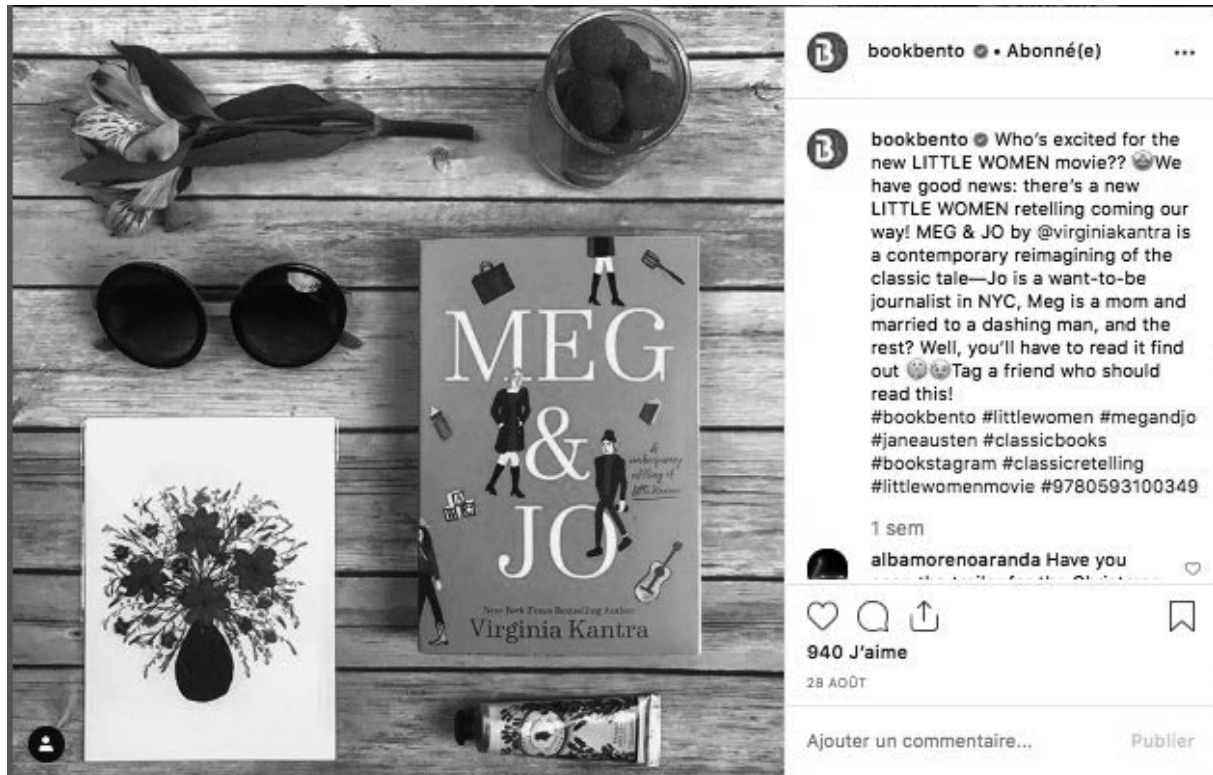 MEG
&
JO
A
contemporary
retelling of
Little Women
New York Times Bestselling Author
Virginia Kantra
bookbento • Abonné(e)
bookbento Who's excited for the
new LITTLE WOMEN movie?? 🤩We
have good news: there's a new
LITTLE WOMEN retelling coming our
way! MEG & JO by @virginiakantra is
a contemporary reimagining of the
classic tale—Jo is a want-to-be
journalist in NYC, Meg is a mom and
married to a dashing man, and the
rest? Well, you'll have to read it find
out 🤫😉Tag a friend who should
read this!
#bookbento #littlewomen #megandjo
#janeausten #classicbooks
#bookstagram #classicretelling
#littlewomenmovie #9780593100349
1 sem
albamorenoaranda Have you
940 J'aime
28 AOÛT
Ajouter un commentaire...
Publier